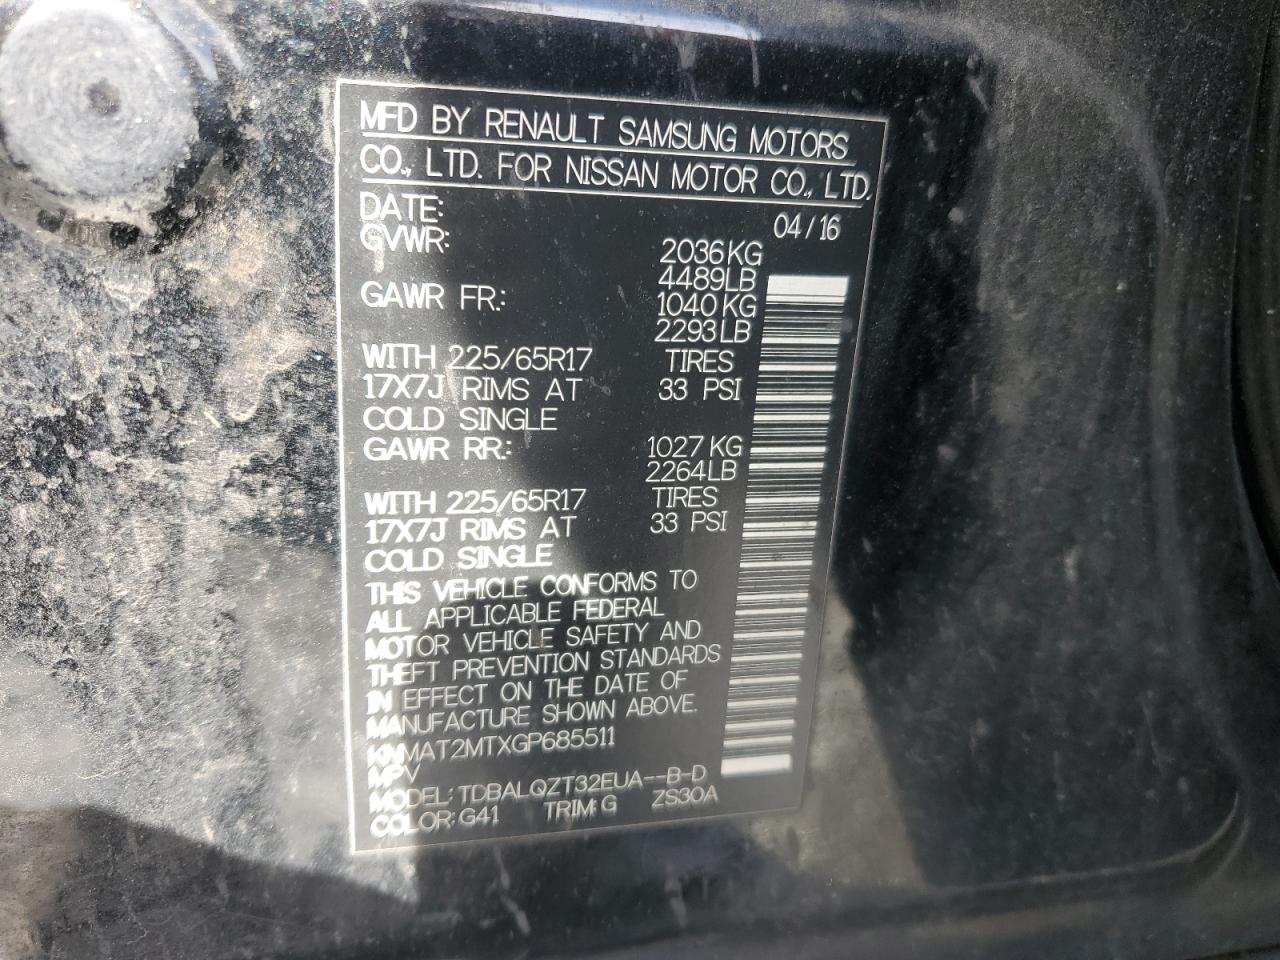 MFD BY RENAULT SAMSUNG MOTORS
CO., LTD. FOR NISSAN MOTOR CO., LTD.
DATE: 04/16
GVWR: 2036KG
4489LB
GAWR FR.: 1040KG
2293LB
WITH 225/65R17 TIRES
17X7J RIMS AT 33 PSI
COLD SINGLE
GAWR RR.: 1027KG
2264LB
WITH 225/65R17 TIRES
17X7J RIMS AT 33 PSI
COLD SINGLE
THIS VEHICLE CONFORMS TO
ALL APPLICABLE FEDERAL
MOTOR VEHICLE SAFETY AND
THEFT PREVENTION STANDARDS
IN EFFECT ON THE DATE OF
MANUFACTURE SHOWN ABOVE.
KNMAT2MTXGP685511
MPV
MODEL: TDBALQZT32EUA--B-D
COLOR: G41 TRIM: G ZS30A